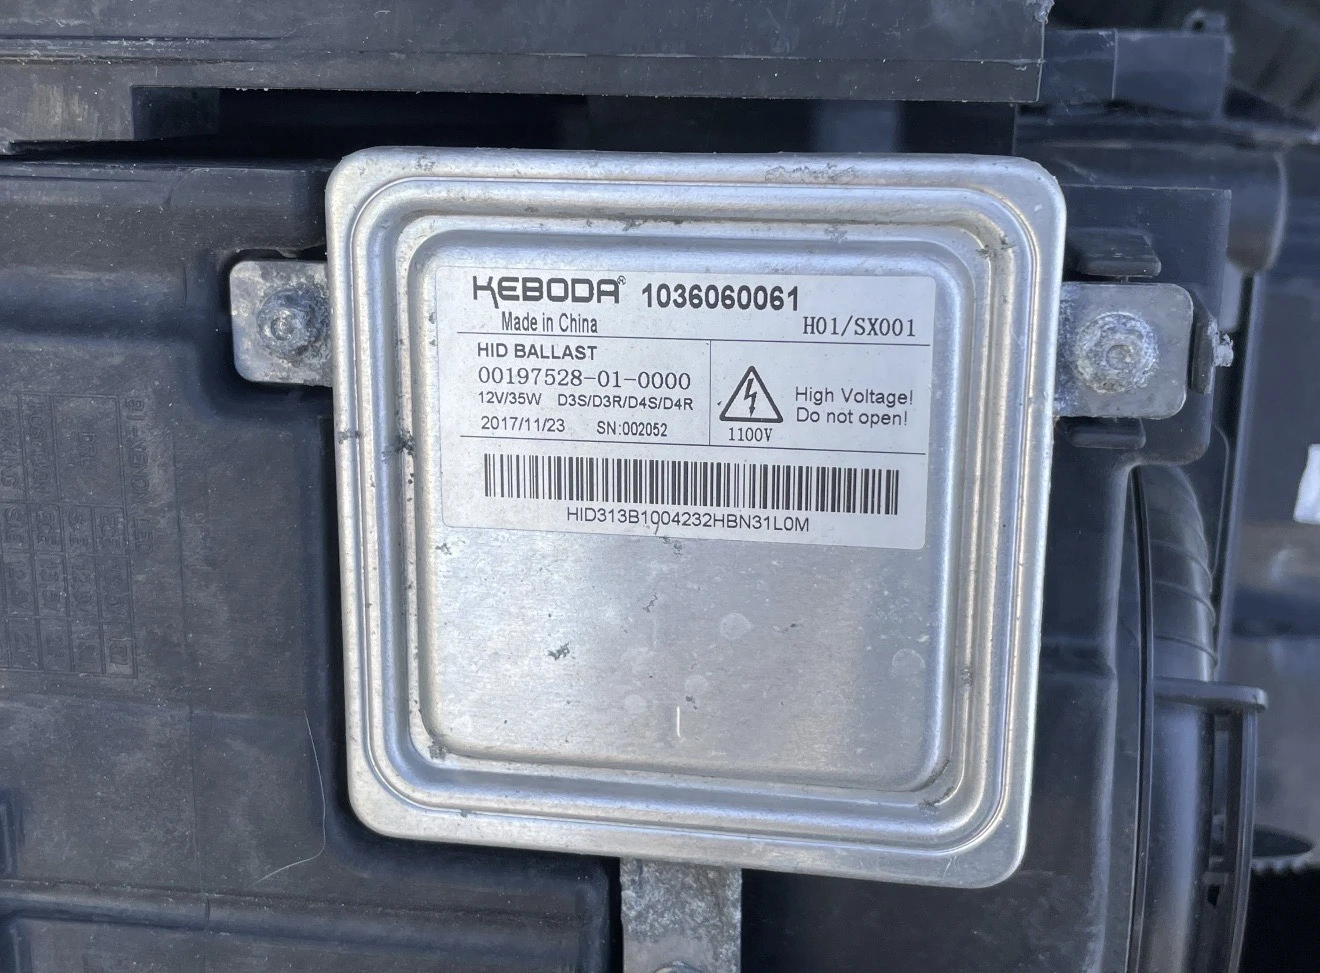 KEBODA® 1036060061
Made in China H01/SX001
HID BALLAST
00197528-01-0000
12V/35W D3S/D3R/D4S/D4R
2017/11/23 SN:002052
High Voltage!
Do not open!
1100V
HID313B1004232HBN31L0M